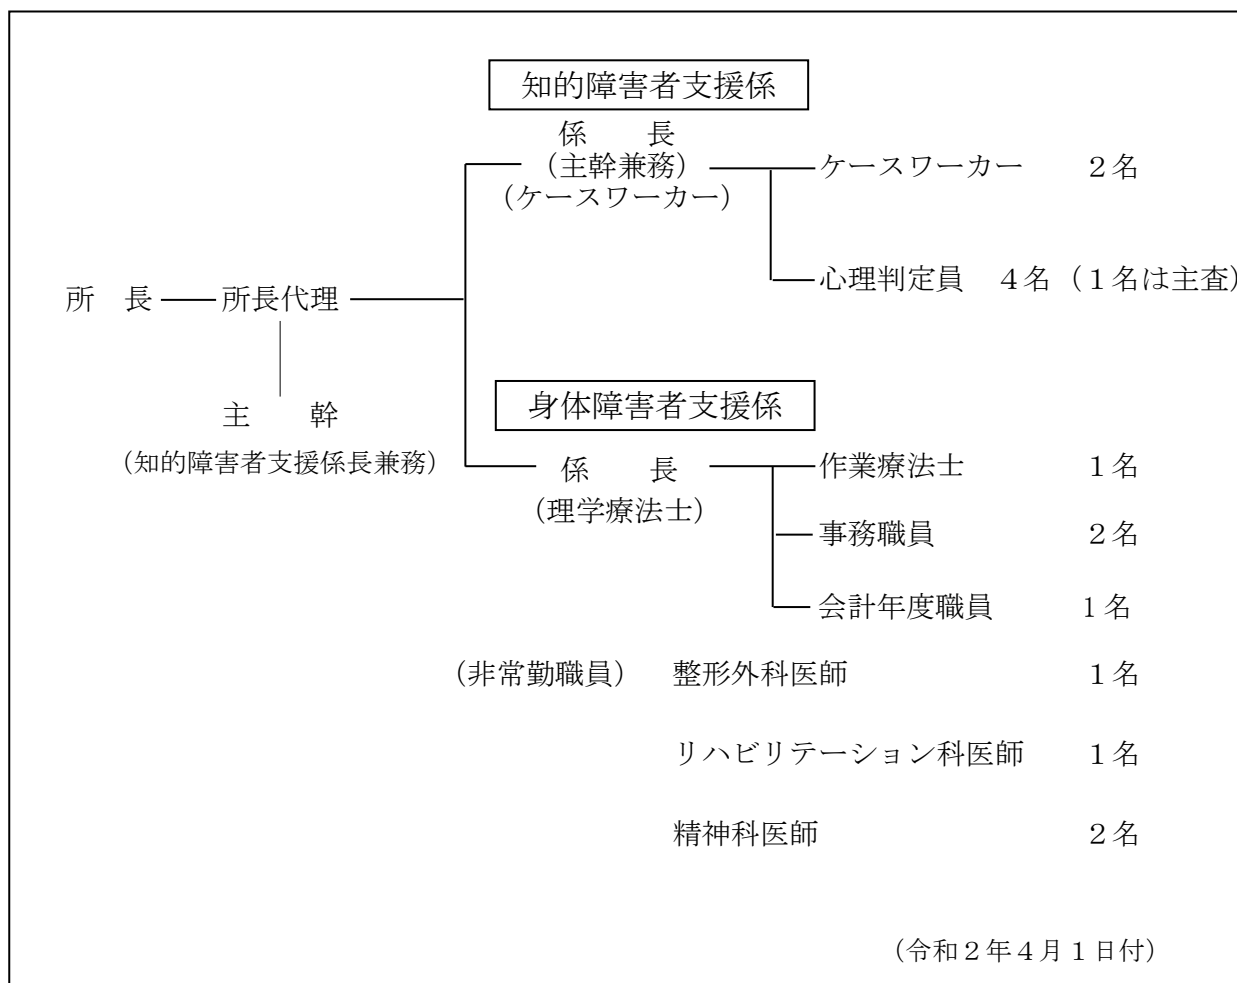 知的障害者支援係
係　　長
（主幹兼務）
（ケースワーカー）
ケースワーカー　　２名
心理判定員　４名（１名は主査）
所　長
所長代理
主　　幹
（知的障害者支援係長兼務）
身体障害者支援係
係　　長
（理学療法士）
作業療法士　　１名
事務職員　　２名
会計年度職員　　1 名
（非常勤職員）　整形外科医師　　１名
リハビリテーション科医師　　１名
精神科医師　　２名
（令和２年４月１日付）